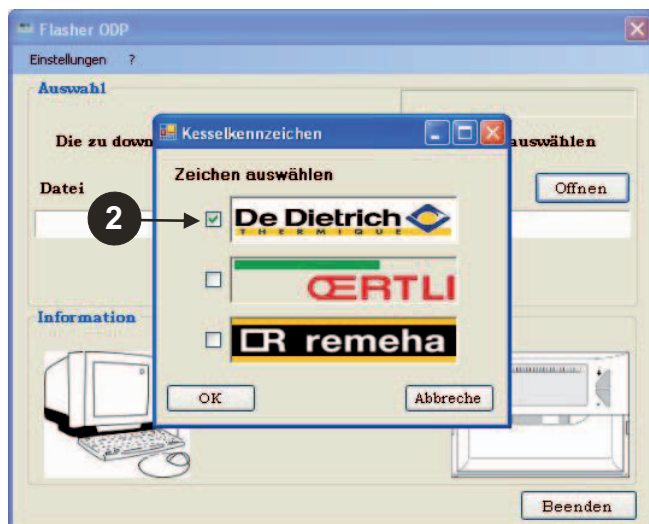 Flasher ODP
Einstellungen ?
Auswahl
Die zu down
auswählen
Datei
Offnen
Kesselkennzeichen
Zeichen auswählen
2
De Dietrich
THERMIQUE
ŒRTLI
remeha
OK
Abbreche
Information
Beenden